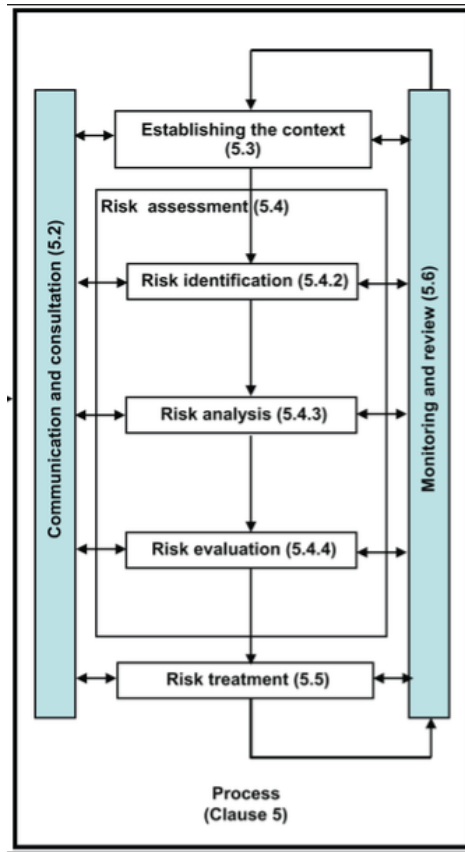 Establishing the context
(5.3)
Risk assessment (5.4)
Communication and consultation (5.2)
Monitoring and review (5.6)
Risk identification (5.4.2)
Risk analysis (5.4.3)
Risk evaluation (5.4.4)
Risk treatment (5.5)
Process
(Clause 5)